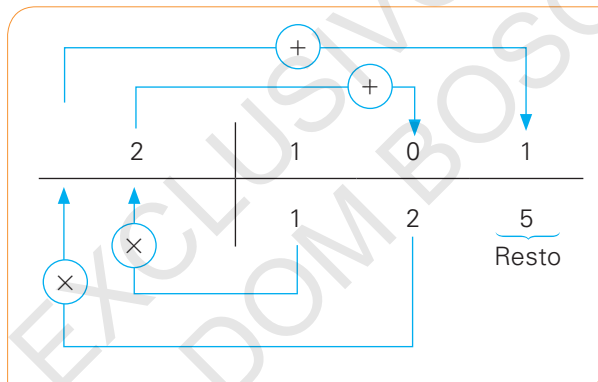 +
+
2 1 0 1
1 2 5
×
×
Resto
EXCLUSIVO
DOM BOSCO